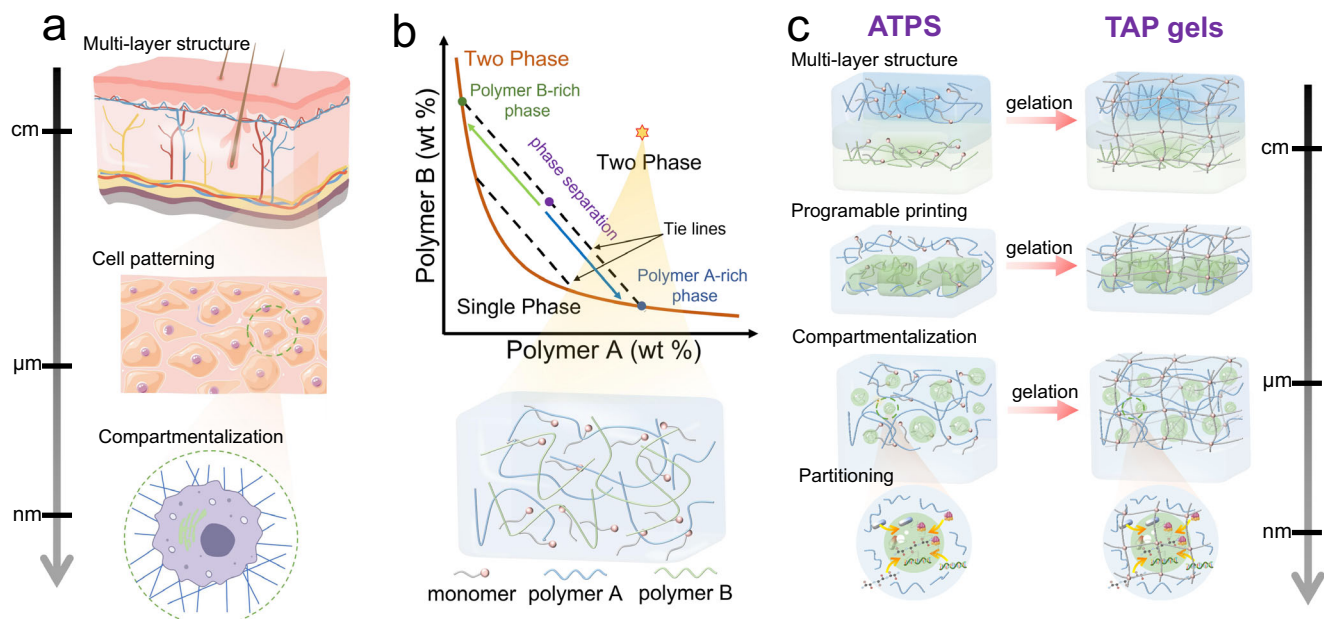 a
Multi-layer structure
cm
Cell patterning
µm
Compartmentalization
nm
b
Two Phase
Polymer B-rich
phase
phase separation
Two Phase
Tie lines
Polymer A-rich
phase
Single Phase
Polymer B (wt %)
Polymer A (wt %)
monomer
polymer A
polymer B
c
ATPS
TAP gels
Multi-layer structure
gelation
cm
Programable printing
gelation
Compartmentalization
gelation
µm
Partitioning
nm